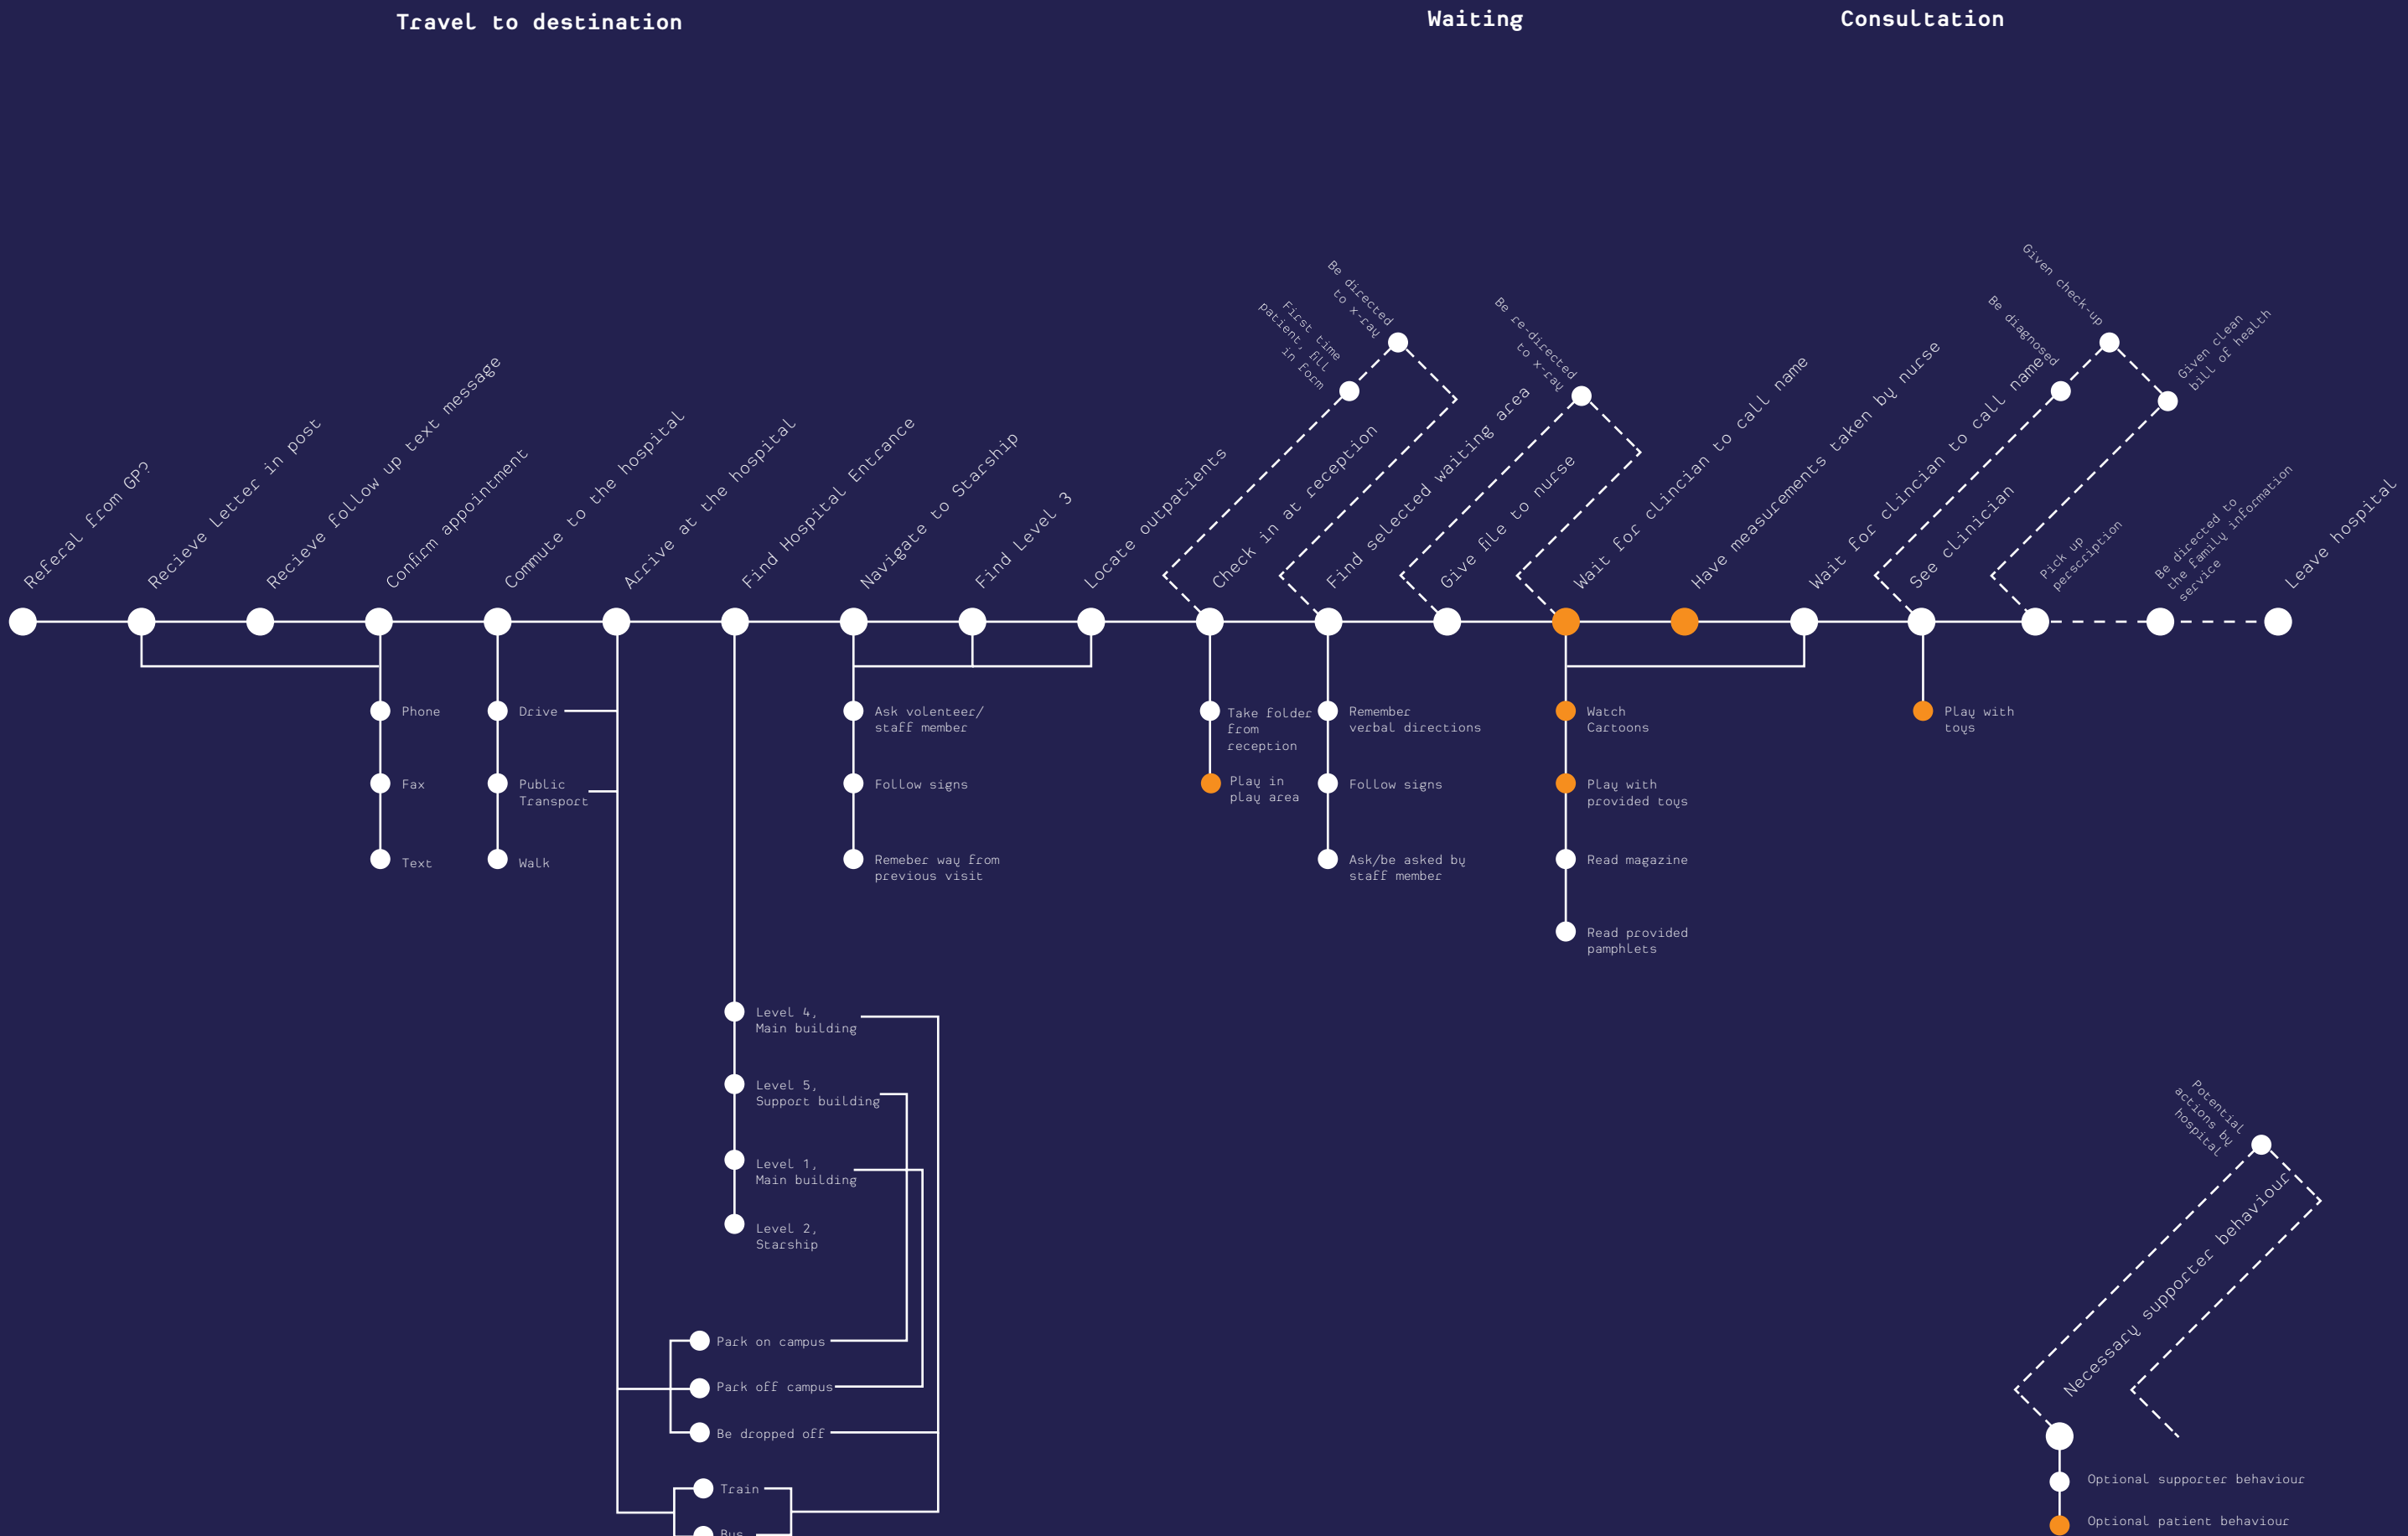 Travel to destination
Waiting
Consultation
Referal from GP?
Recieve Letter in post
Recieve follow up text message
Confirm appointment
Commute to the hospital
Arrive at the hospital
Find Hospital Entrance
Navigate to Starship
Find Level 3
Locate outpatients
First time
patient, fill
in form
Be directed
to x-ray
Check in at reception
Find selected waiting area
Be re-directed
to x-ray
Give file to nurse
Wait for clincian to call name
Have measurements taken by nurse
Wait for clincian to call name
Be diagnosed
Given check-up
Given clean
bill of health
See clinician
Pick up
perscription
Be directed to
the family information
service
Leave hospital
Phone
Fax
Text
Drive
Public
Transport
Walk
Ask volenteer/
staff member
Follow signs
Remeber way from
previous visit
Take folder
from
reception
Play in
play area
Remember
verbal directions
Follow signs
Ask/be asked by
staff member
Watch
Cartoons
Play with
provided toys
Read magazine
Read provided
pamphlets
Play with
toys
Level 4,
Main building
Level 5,
Support building
Level 1,
Main building
Level 2,
Starship
Park on campus
Park off campus
Be dropped off
Train
Bus
Potential
actions by
hospital
Necessary supporter behaviour
Optional supporter behaviour
Optional patient behaviour